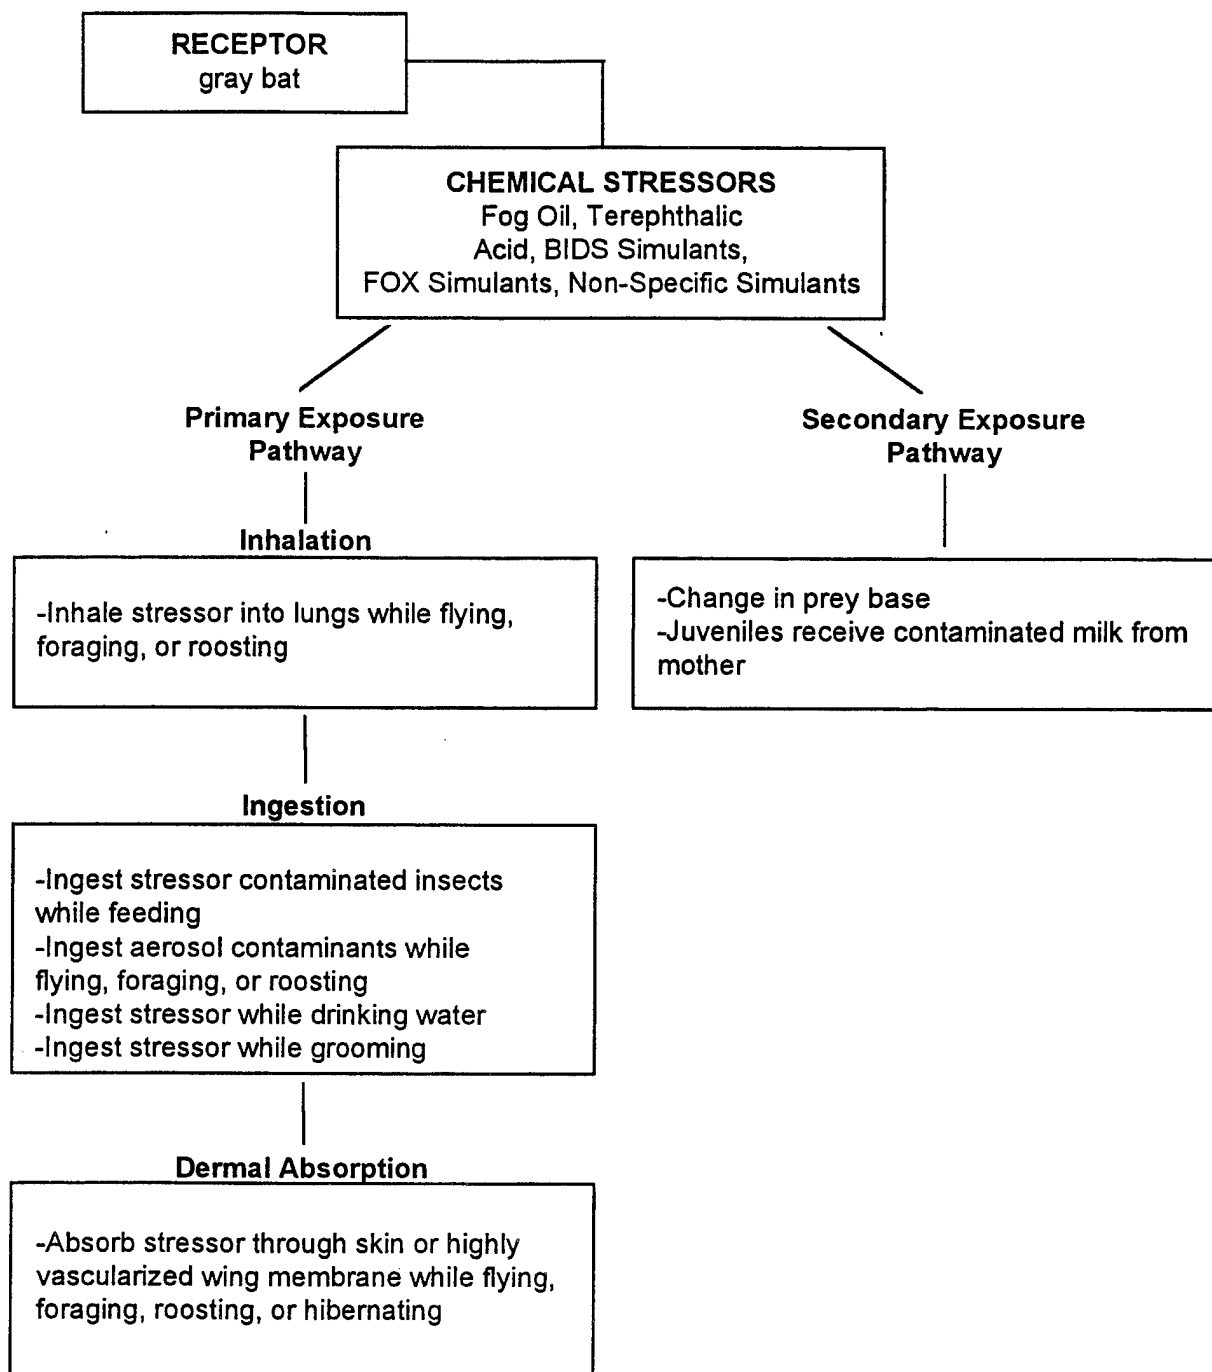 RECEPTOR
gray bat
CHEMICAL STRESSORS
Fog Oil, Terephthalic
Acid, BIDS Simulants,
FOX Simulants, Non-Specific Simulants
Primary Exposure
Pathway
Secondary Exposure
Pathway
Inhalation
-Inhale stressor into lungs while flying,
foraging, or roosting
-Change in prey base
-Juveniles receive contaminated milk from
mother
Ingestion
-Ingest stressor contaminated insects
while feeding
-Ingest aerosol contaminants while
flying, foraging, or roosting
-Ingest stressor while drinking water
-Ingest stressor while grooming
Dermal Absorption
-Absorb stressor through skin or highly
vascularized wing membrane while flying,
foraging, roosting, or hibernating